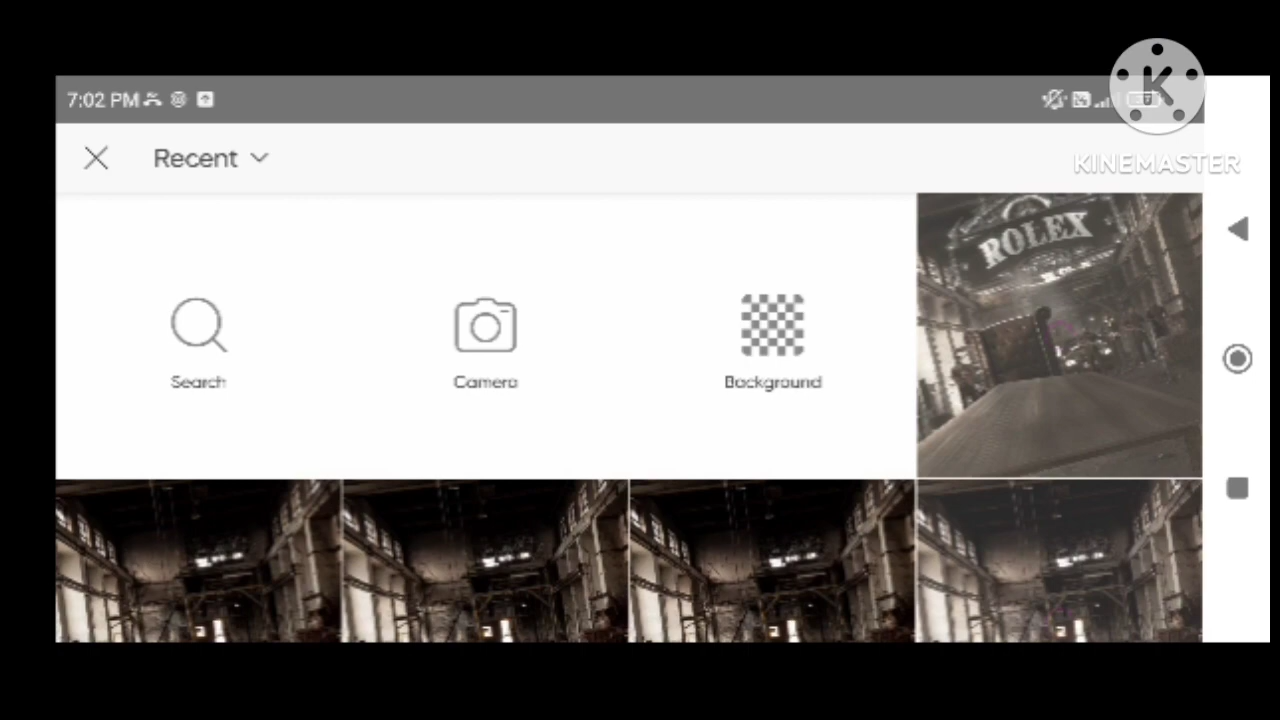 7:02 PM
K
KINEMASTER
Recent
ROLEX
Search
Camera
Background